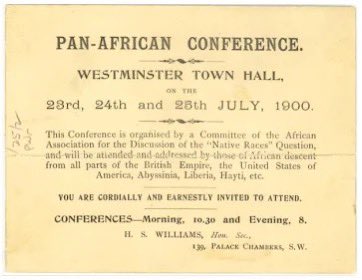 PAN-AFRICAN CONFERENCE.
WESTMINSTER TOWN HALL,
ON THE
23rd, 24th and 25th JULY, 1900.
This Conference is organised by a Committee of the African
Association for the Discussion of the "Native Races" Question,
and will be attended and addressed by those of African descent
from all parts of the British Empire, the United States of
America, Abyssinia, Liberia, Hayti, etc.
YOU ARE CORDIALLY AND EARNESTLY INVITED TO ATTEND.
CONFERENCES—Morning, 10.30 and Evening, 8.
H. S. WILLIAMS, Hon. Sec.,
139, PALACE CHAMBERS, S.W.